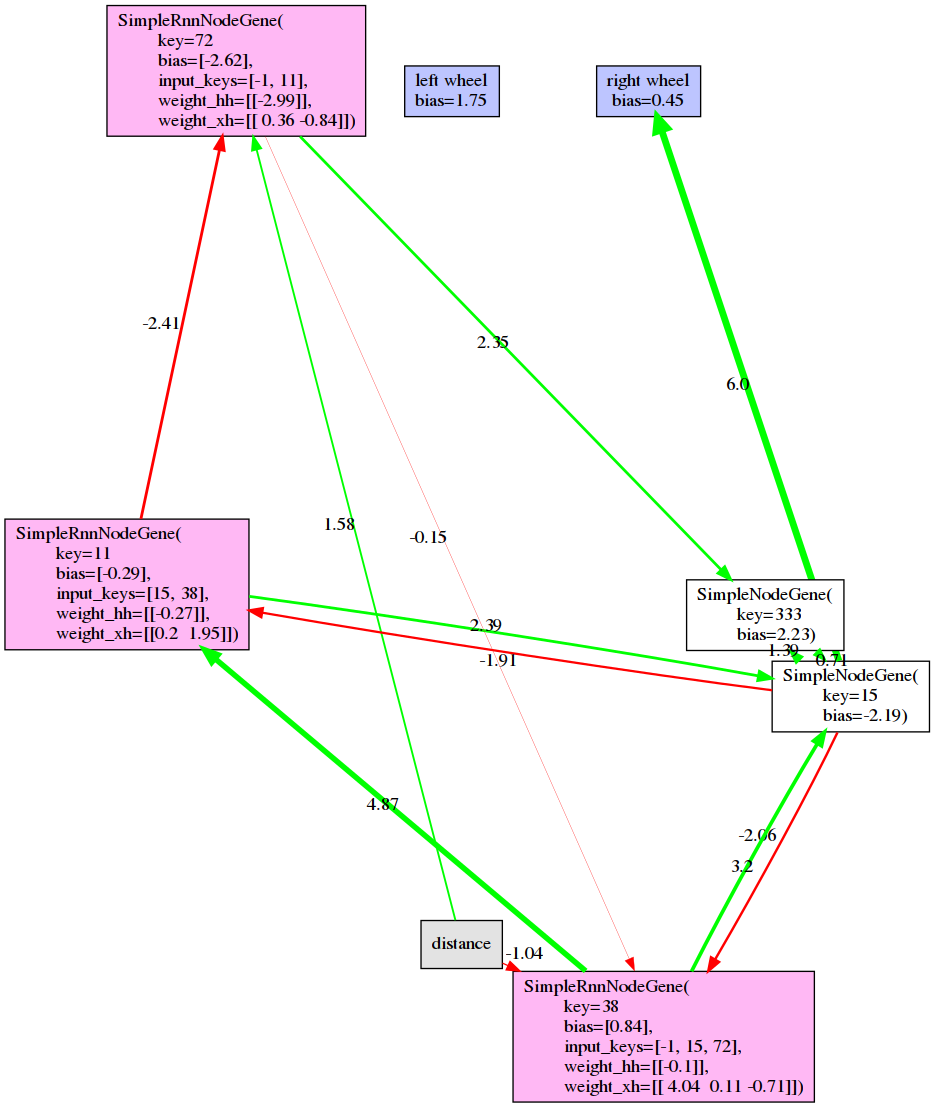 SimpleRnnNodeGene(
key=72
bias=[-2.62],
input_keys=[-1, 11],
weight_hh=[[-2.99]],
weight_xh=[[ 0.36 -0.84]])
left wheel
bias=1.75
right wheel
bias=0.45
-2.41
2.35
6.0
1.58
-0.15
SimpleRnnNodeGene(
key=11
bias=[-0.29],
input_keys=[15, 38],
weight_hh=[[-0.27]],
weight_xh=[[0.2 1.95]])
2.39
-1.91
SimpleNodeGene(
key=333
bias=2.23)
1.39
0.71
SimpleNodeGene(
key=15
bias=-2.19)
4.87
-2.06
3.2
distance
-1.04
SimpleRnnNodeGene(
key=38
bias=[0.84],
input_keys=[-1, 15, 72],
weight_hh=[[-0.1]],
weight_xh=[[ 4.04 0.11 -0.71]])